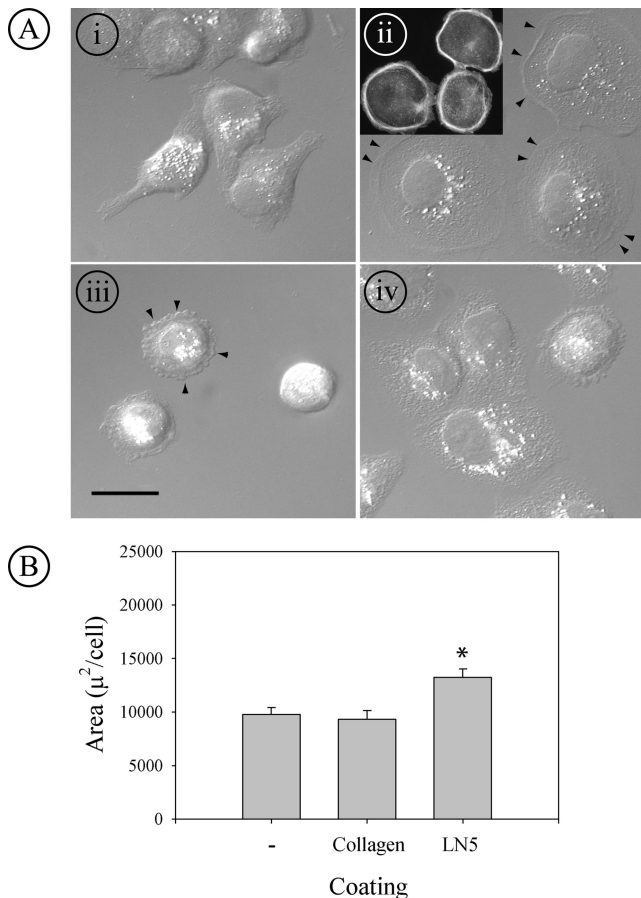 A
i
ii
iii
iv
B
25000
20000
15000
10000
5000
0
Area (μ²/cell)
*
-
Collagen
LN5
Coating